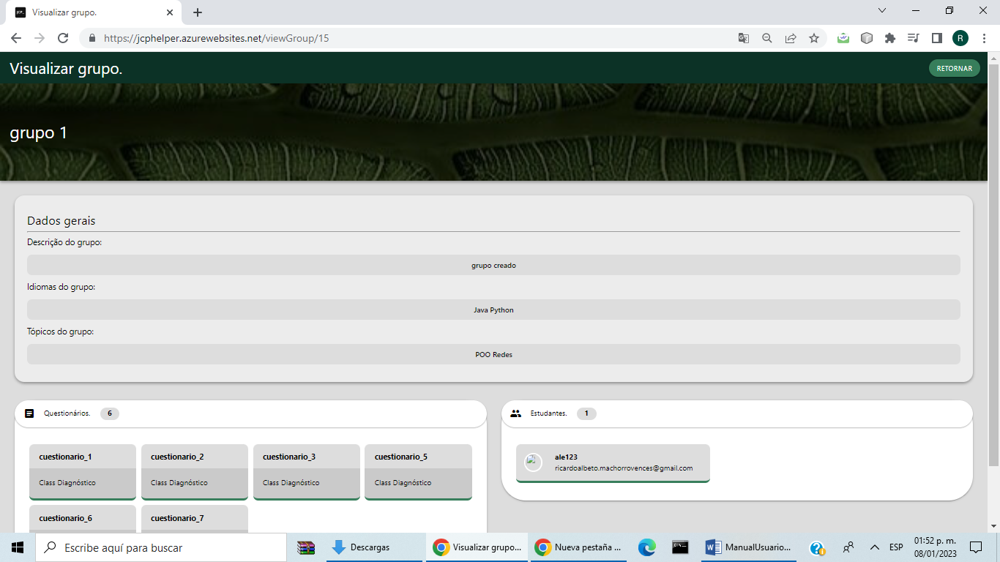 Visualizar grupo.
https://jcphelper.azurewebsites.net/viewGroup/15
R
Visualizar grupo.
RETORNAR
grupo 1
Dados gerais
Descrição do grupo:
grupo creado
Idiomas do grupo:
Java Python
Tópicos do grupo:
POO Redes
Questionários. 6
Estudantes. 1
cuestionario_1
Class Diagnóstico
cuestionario_2
Class Diagnóstico
cuestionario_3
Class Diagnóstico
cuestionario_5
Class Diagnóstico
cuestionario_6
cuestionario_7
ale123
ricardoalbeto.machorrovences@gmail.com
Escribe aquí para buscar
Descargas
Visualizar grupo...
Nueva pestaña ...
ManualUsuario...
ESP
01:52 p. m.
08/01/2023